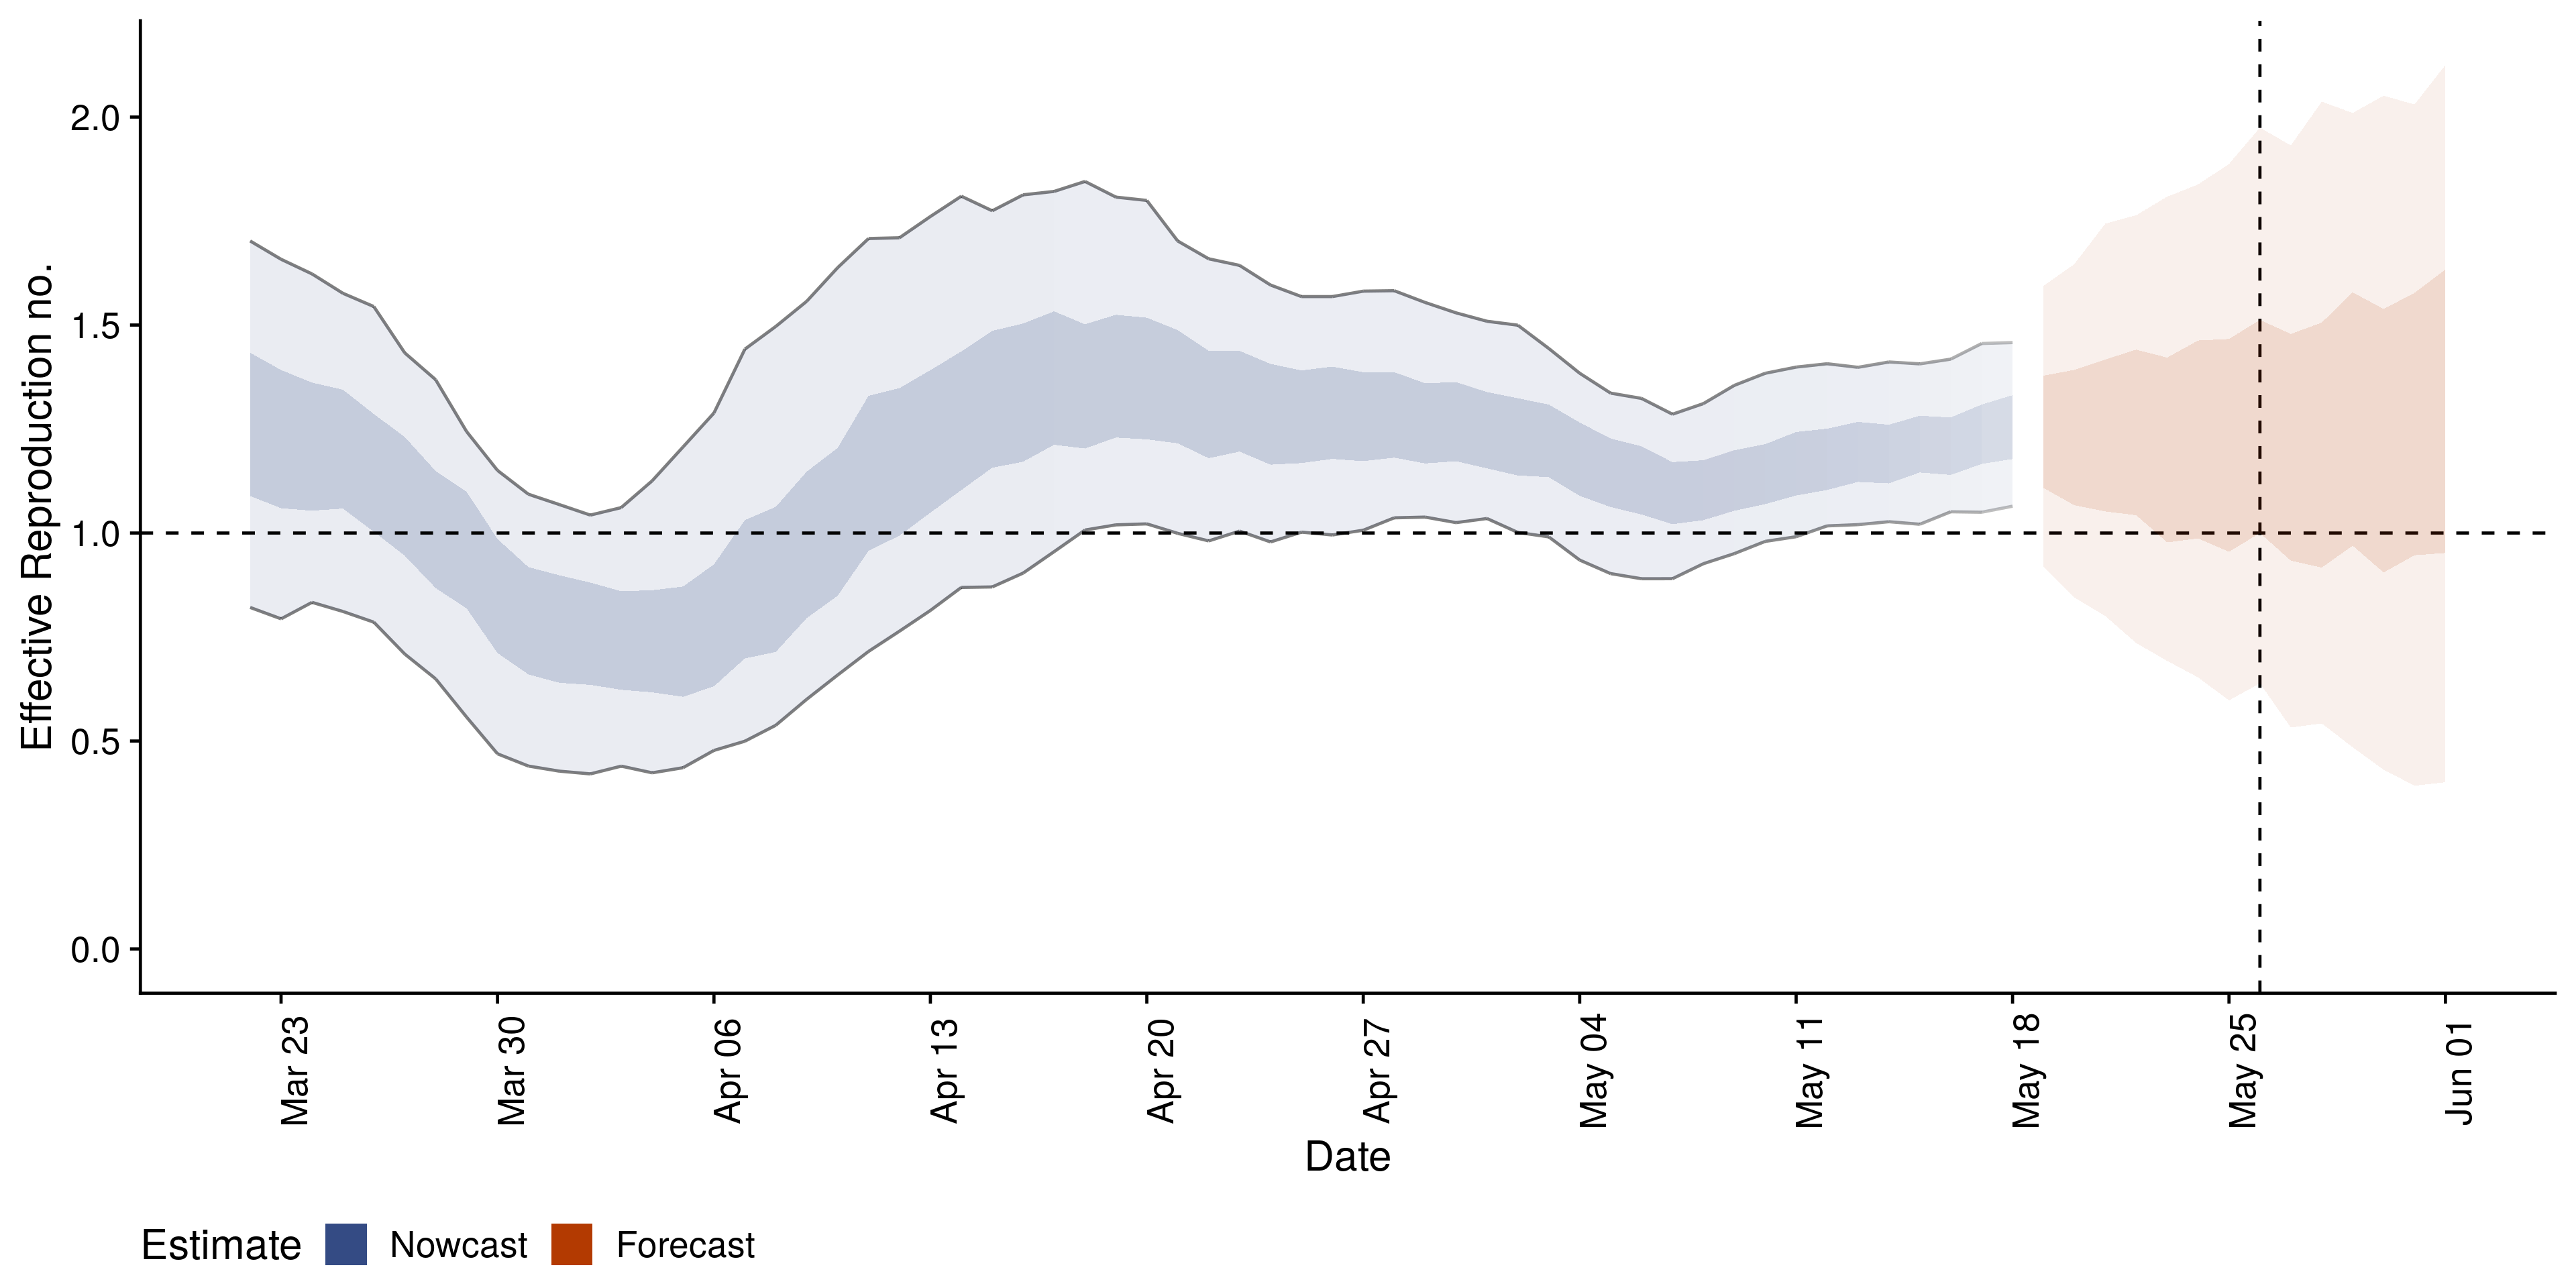 Effective Reproduction no.
2.0
1.5
1.0
0.5
0.0
Mar 23
Mar 30
Apr 06
Apr 13
Apr 20
Apr 27
May 04
May 11
May 18
May 25
Jun 01
Date
Estimate Nowcast Forecast